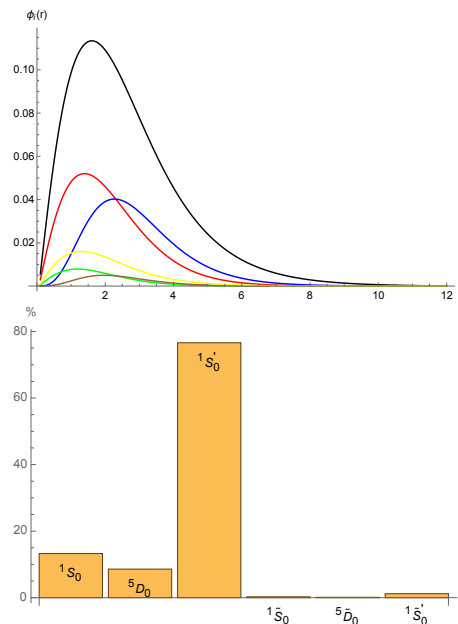 ϕᵢ(r)
0.10
0.08
0.06
0.04
0.02
2 4 6 8 10 12
%
80
60
40
20
0
¹S₀
⁵D₀
¹S₀′
¹S̃₀
⁵D̃₀
¹S̃₀′